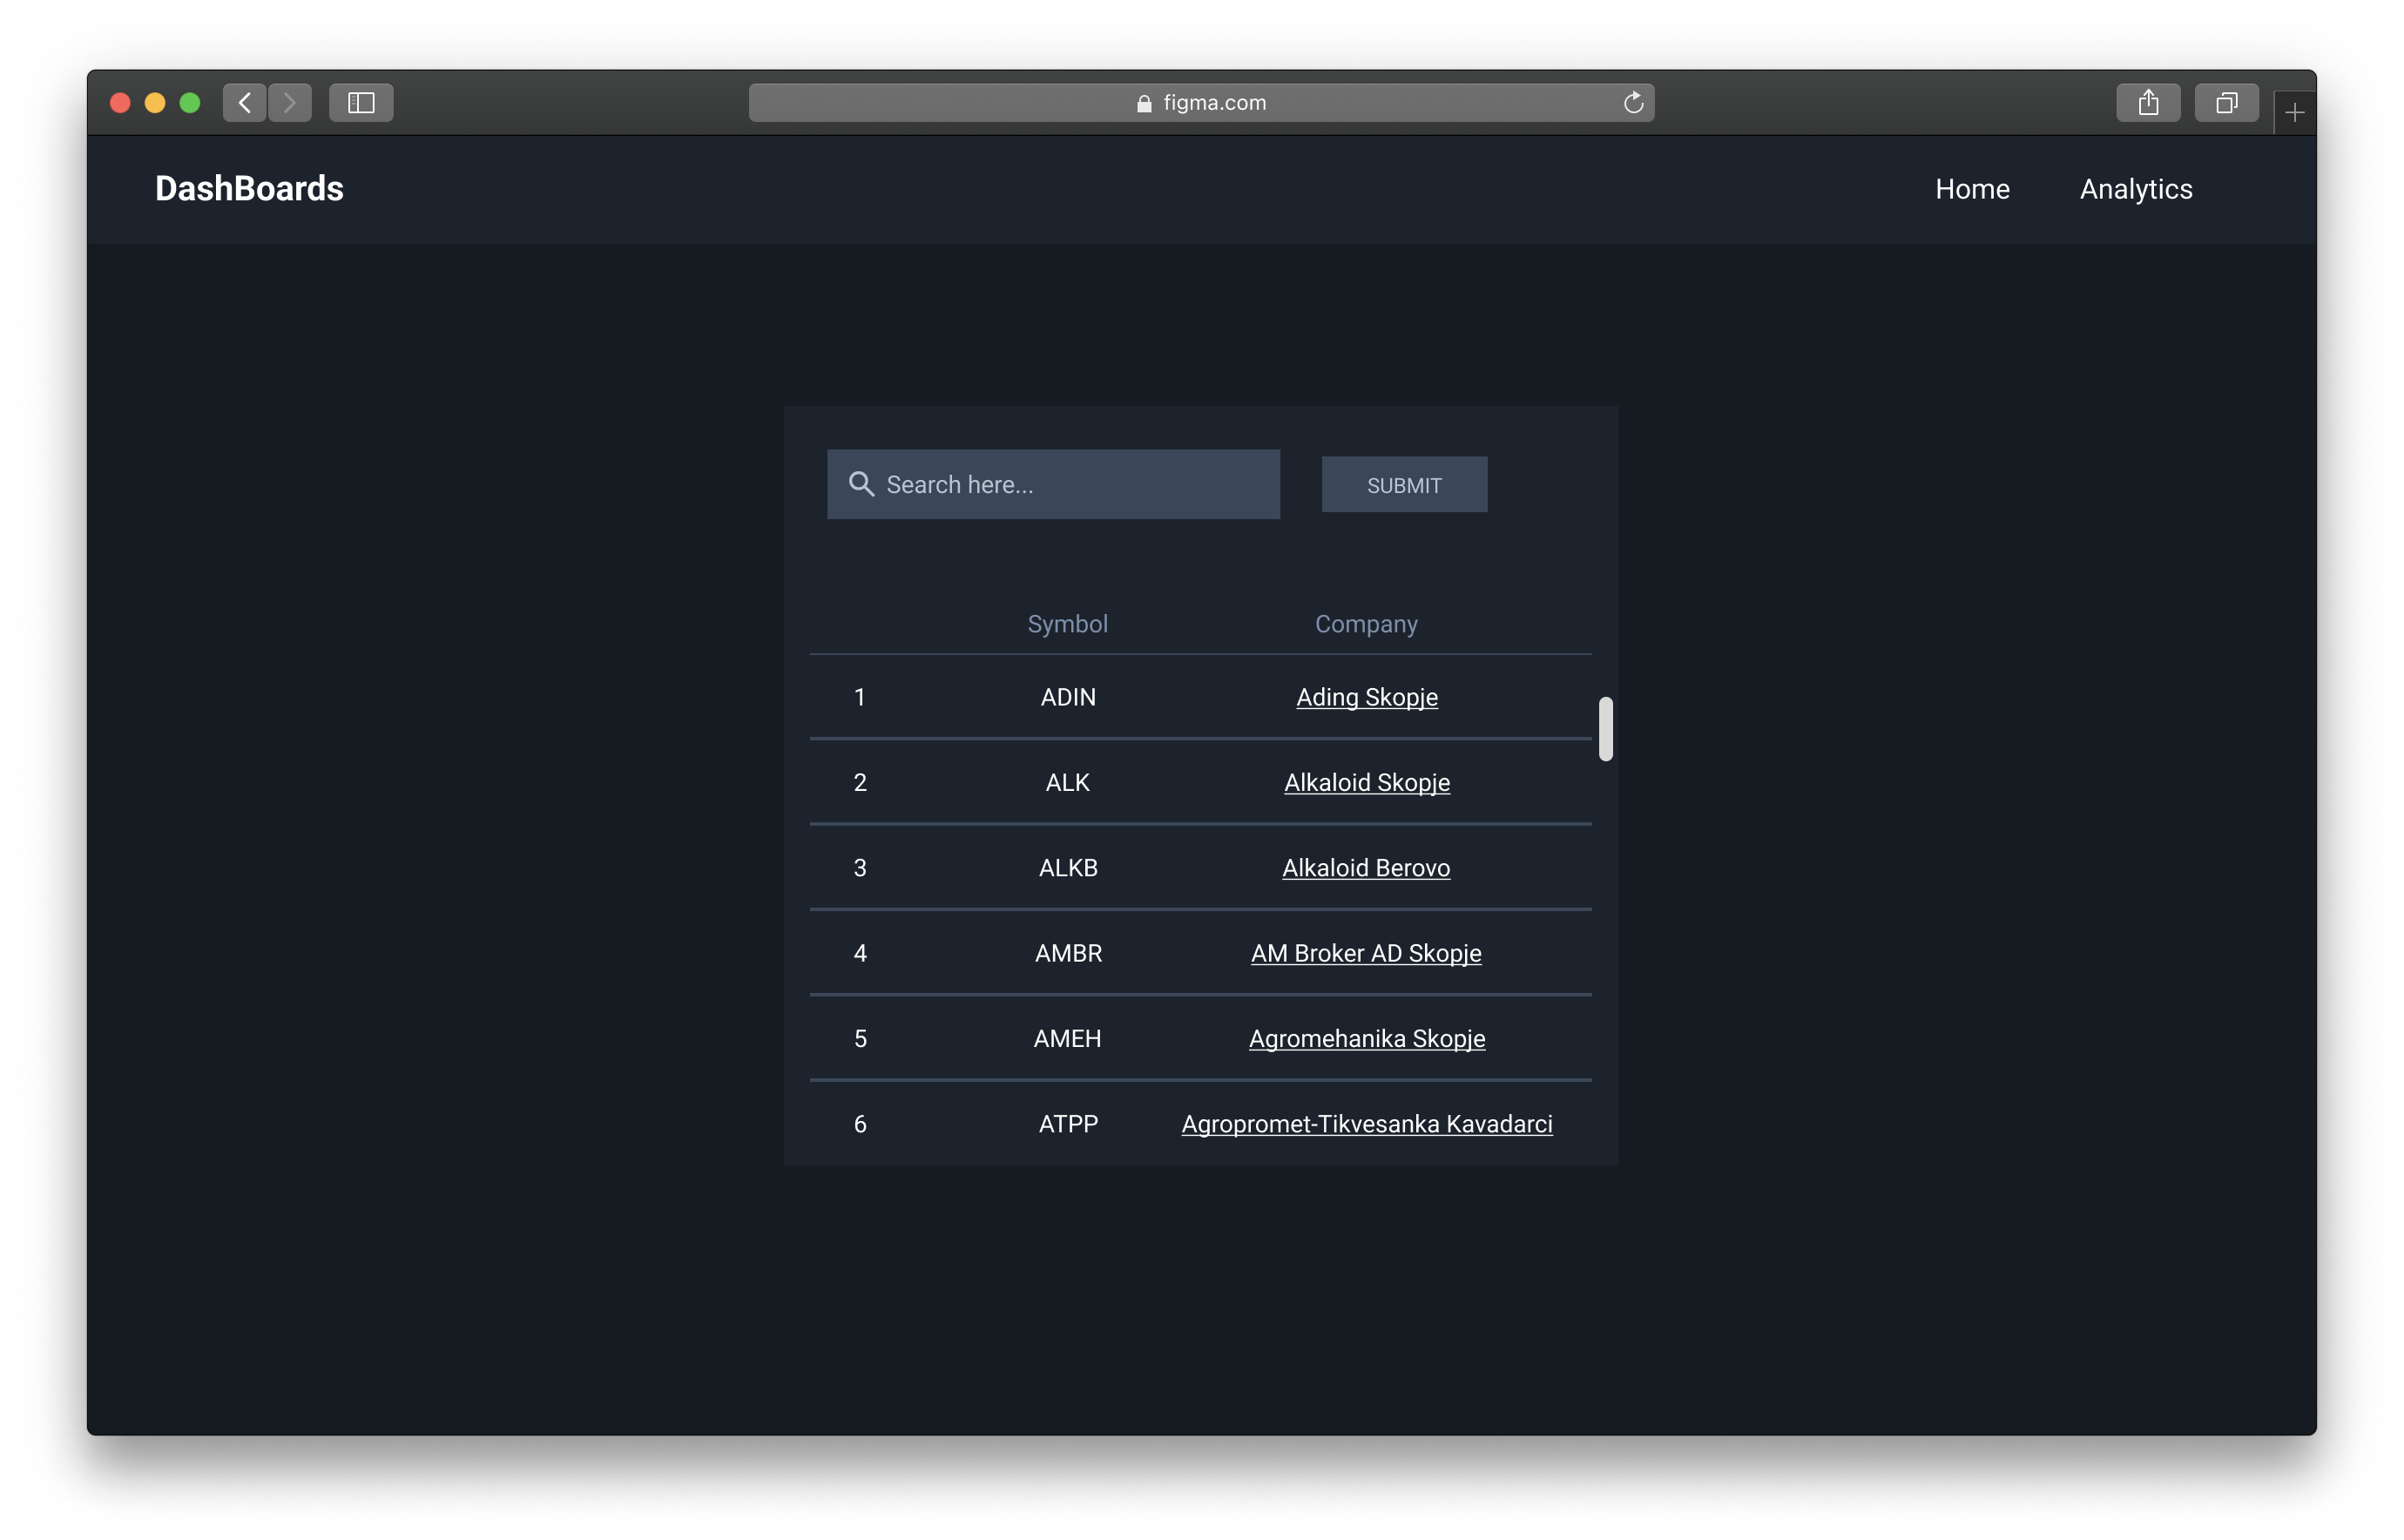 figma.com
DashBoards Home Analytics
Search here... SUBMIT
Symbol Company
1 ADIN Ading Skopje
2 ALK Alkaloid Skopje
3 ALKB Alkaloid Berovo
4 AMBR AM Broker AD Skopje
5 AMEH Agromehanika Skopje
6 ATPP Agropromet-Tikvesanka Kavadarci